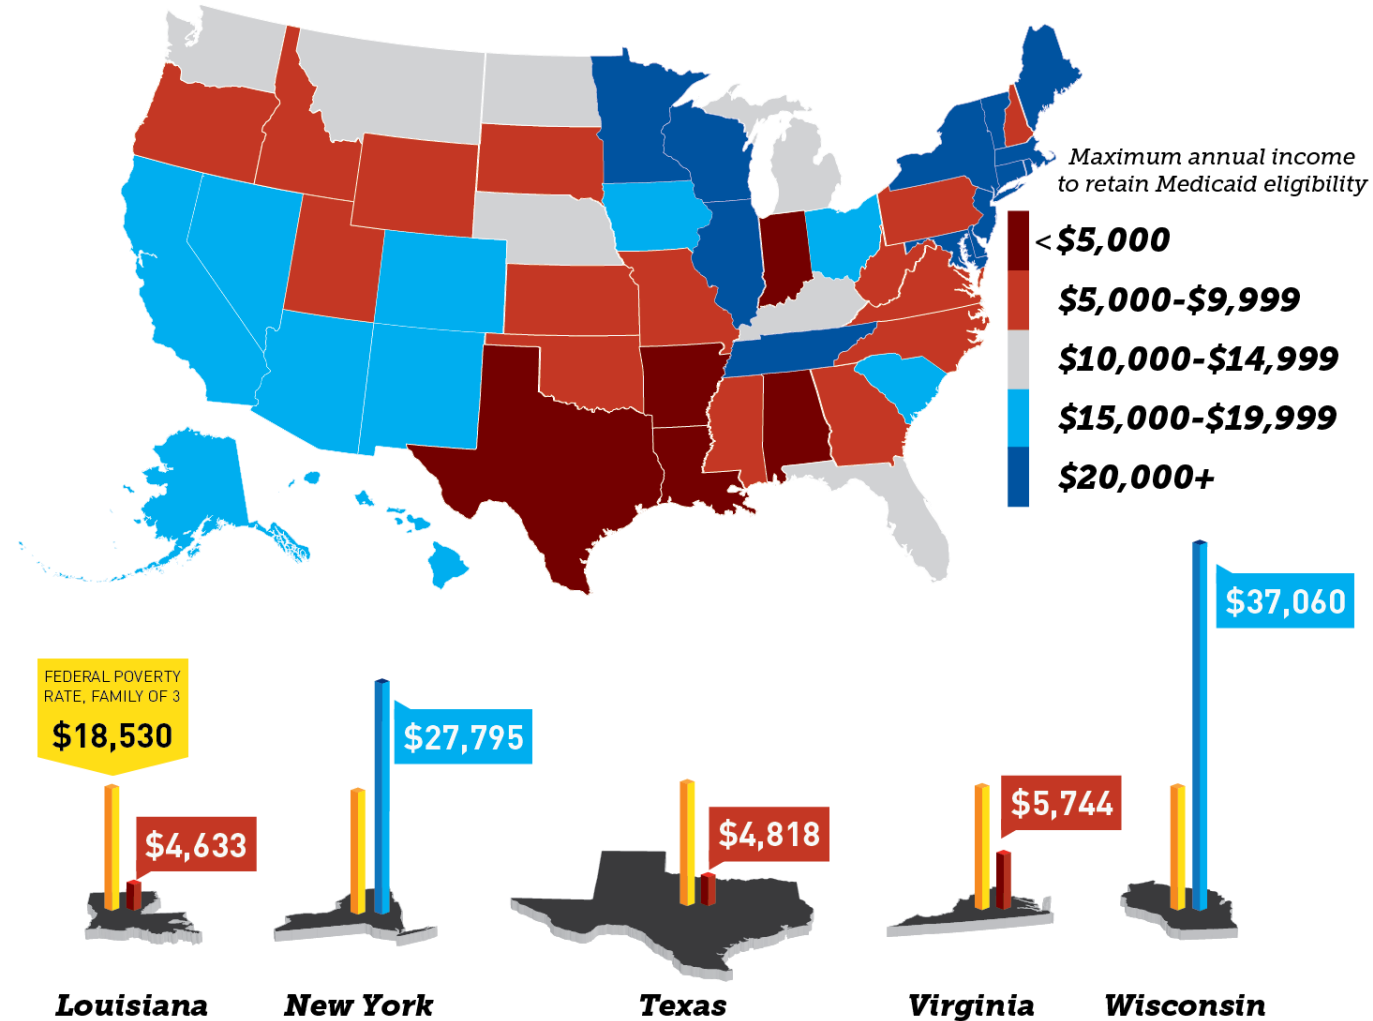 Maximum annual income
to retain Medicaid eligibility
<$5,000
$5,000-$9,999
$10,000-$14,999
$15,000-$19,999
$20,000+
$37,060
FEDERAL POVERTY
RATE, FAMILY OF 3
$18,530
$27,795
$4,633
$4,818
$5,744
Louisiana
New York
Texas
Virginia
Wisconsin